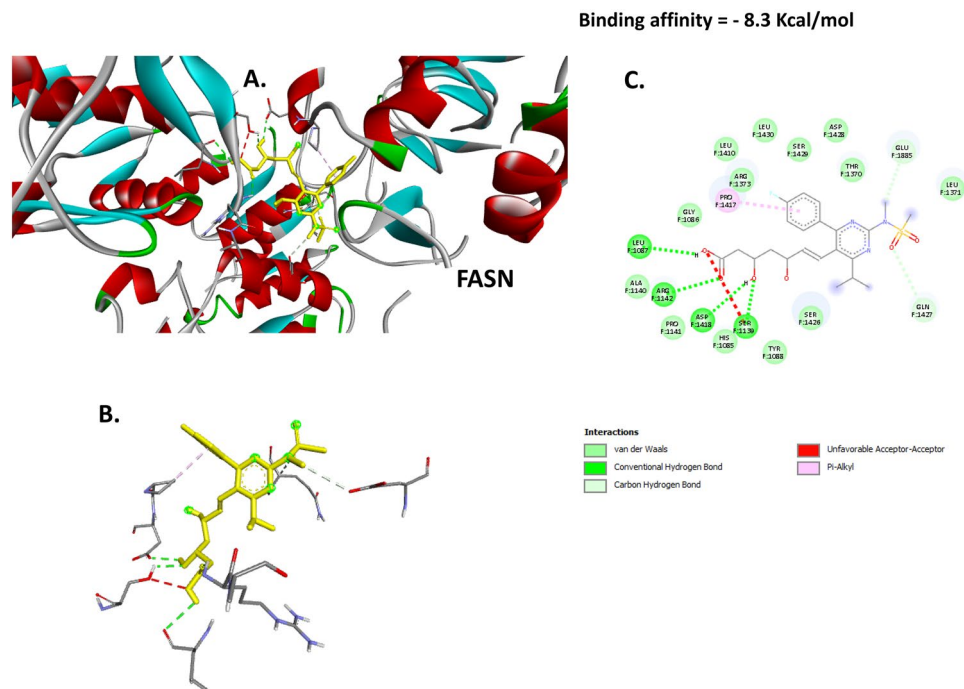 Binding affinity = - 8.3 Kcal/mol
A.
FASN
B.
C.
LEU
F:1430
ASP
F:1428
LEU
F:1410
SER
F:1429
GLU
F:1885
ARG
F:1373
THR
F:1370
LEU
F:1371
PRO
F:1417
GLY
F:1086
LEU
F:1087
H
N
N
N
S
O
O
ALA
F:1140
ARG
F:1142
H
ASP
F:1418
SER
F:1139
SER
F:1426
GLN
F:1427
PRO
F:1141
HIS
F:1085
TYR
F:1088
Interactions
van der Waals
Conventional Hydrogen Bond
Carbon Hydrogen Bond
Unfavorable Acceptor-Acceptor
Pi-Alkyl